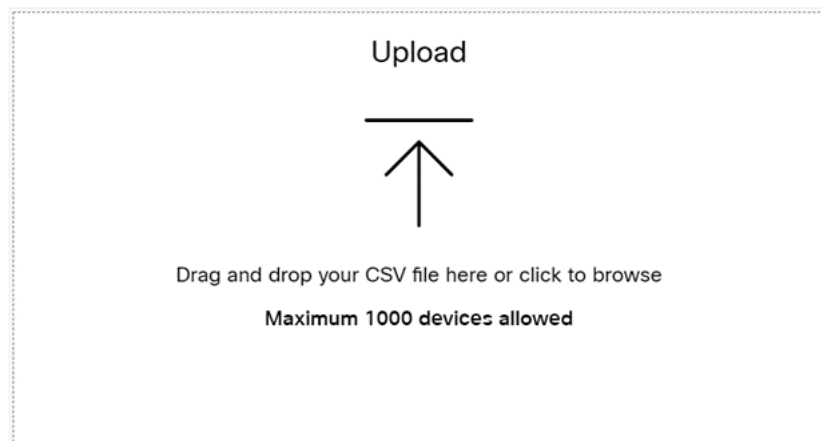 Upload
Drag and drop your CSV file here or click to browse
Maximum 1000 devices allowed